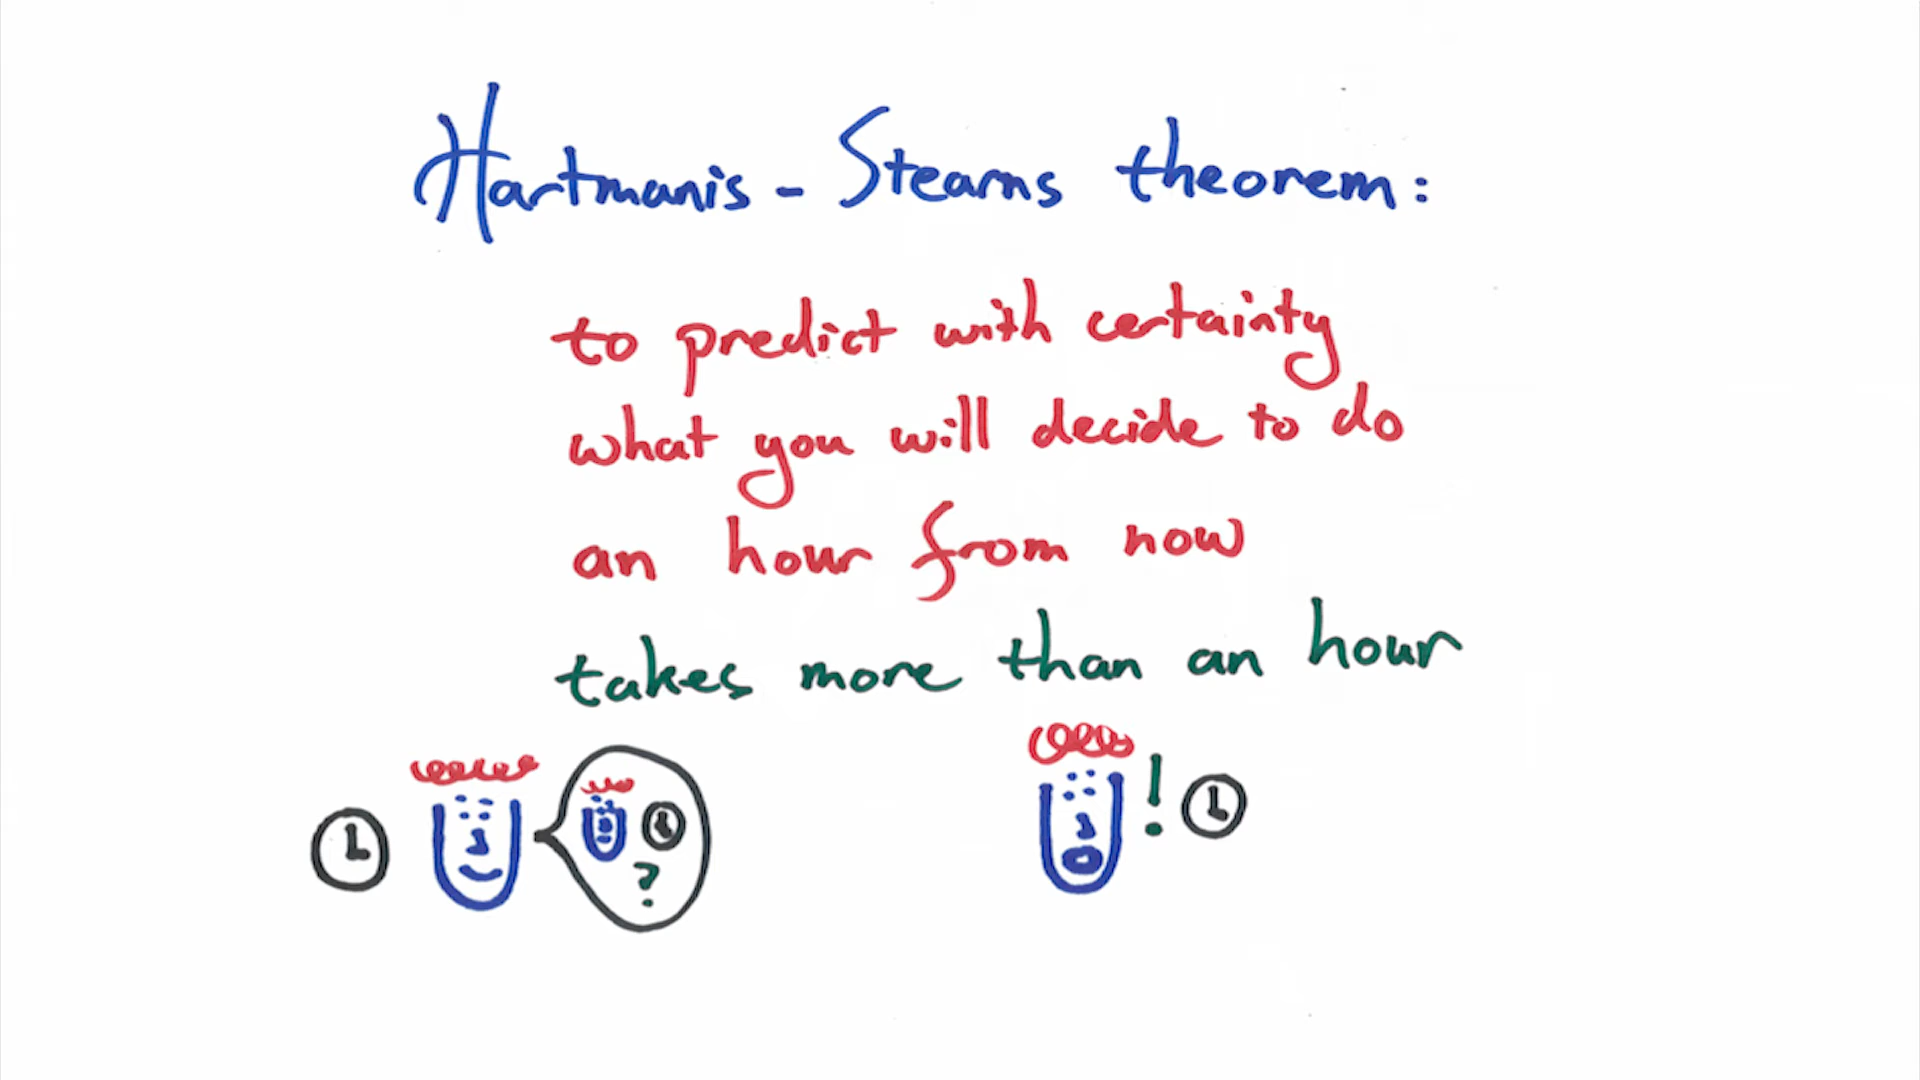 Hartmanis - Stearns theorem:
to predict with certainty
what you will decide to do
an hour from now
takes more than an hour
?
!